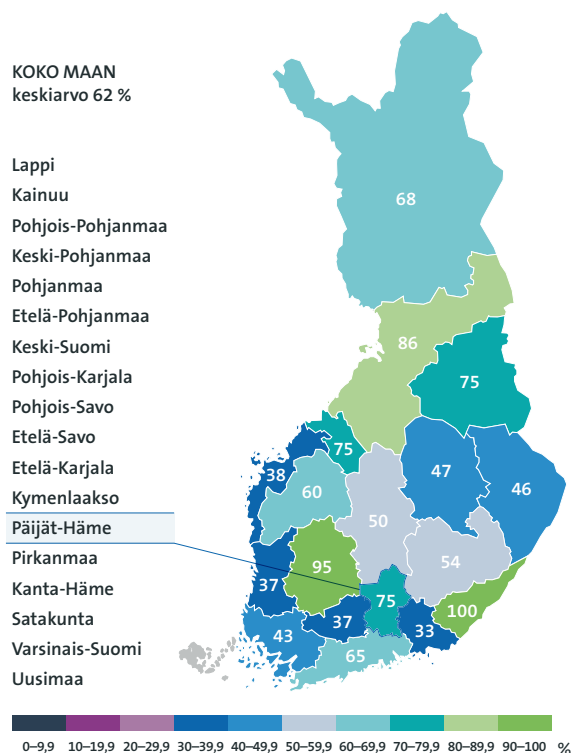 KOKO MAAN
keskiarvo 62 %
Lappi
Kainuu
Pohjois-Pohjanmaa
Keski-Pohjanmaa
Pohjanmaa
Etelä-Pohjanmaa
Keski-Suomi
Pohjois-Karjala
Pohjois-Savo
Etelä-Savo
Etelä-Karjala
Kymenlaakso
Päijät-Häme
Pirkanmaa
Kanta-Häme
Satakunta
Varsinais-Suomi
Uusimaa
68
86
75
75
38
47
46
60
50
54
95
37
75
100
37
33
43
65
0–9,9 10–19,9 20–29,9 30–39,9 40–49,9 50–59,9 60–69,9 70–79,9 80–89,9 90–100 %